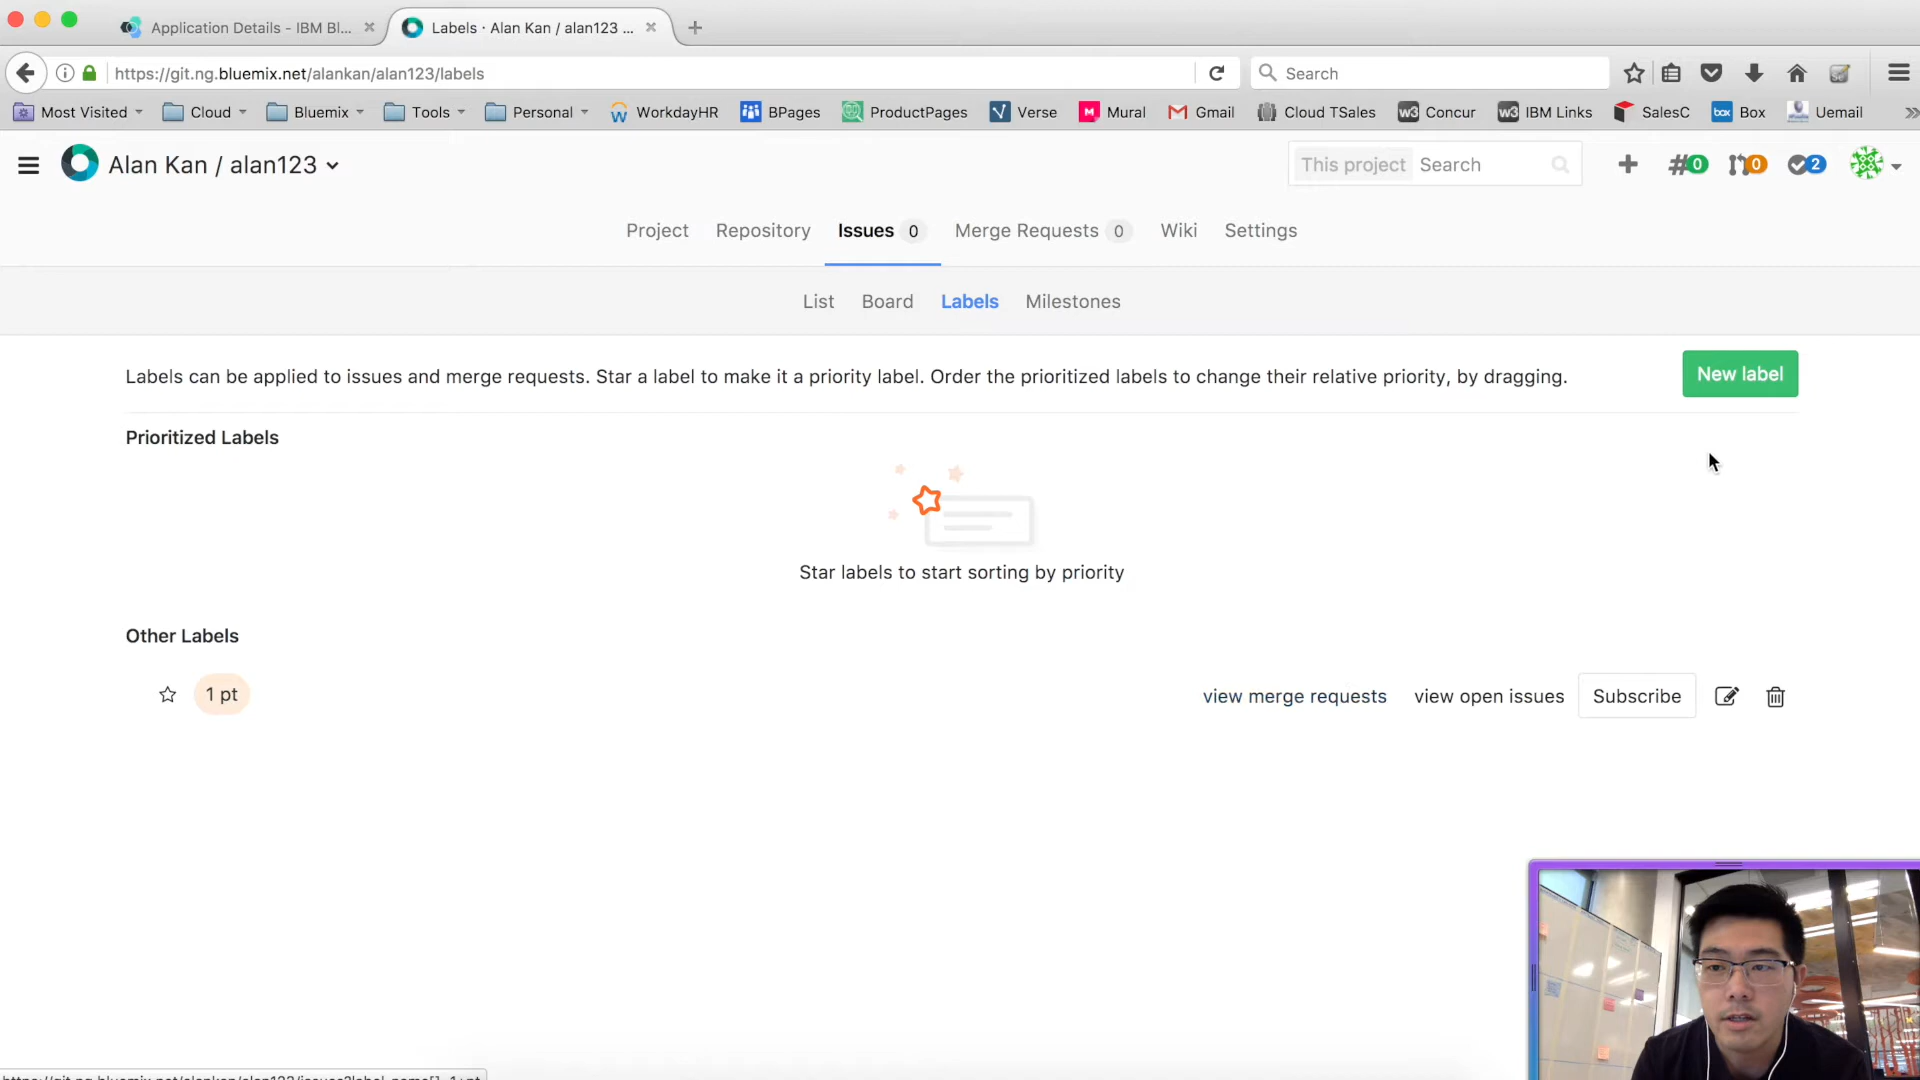 Application Details - IBM Bl...
Labels · Alan Kan / alan123 ...
https://git.ng.bluemix.net/alankan/alan123/labels
Search
Most Visited
Cloud
Bluemix
Tools
Personal
WorkdayHR
BPages
ProductPages
Verse
Mural
Gmail
Cloud TSales
w3 Concur
w3 IBM Links
SalesC
box Box
Uemail
Alan Kan / alan123
This project Search
0
0
2
Project
Repository
Issues 0
Merge Requests 0
Wiki
Settings
List
Board
Labels
Milestones
Labels can be applied to issues and merge requests. Star a label to make it a priority label. Order the prioritized labels to change their relative priority, by dragging.
New label
Prioritized Labels
Star labels to start sorting by priority
Other Labels
1 pt
view merge requests
view open issues
Subscribe